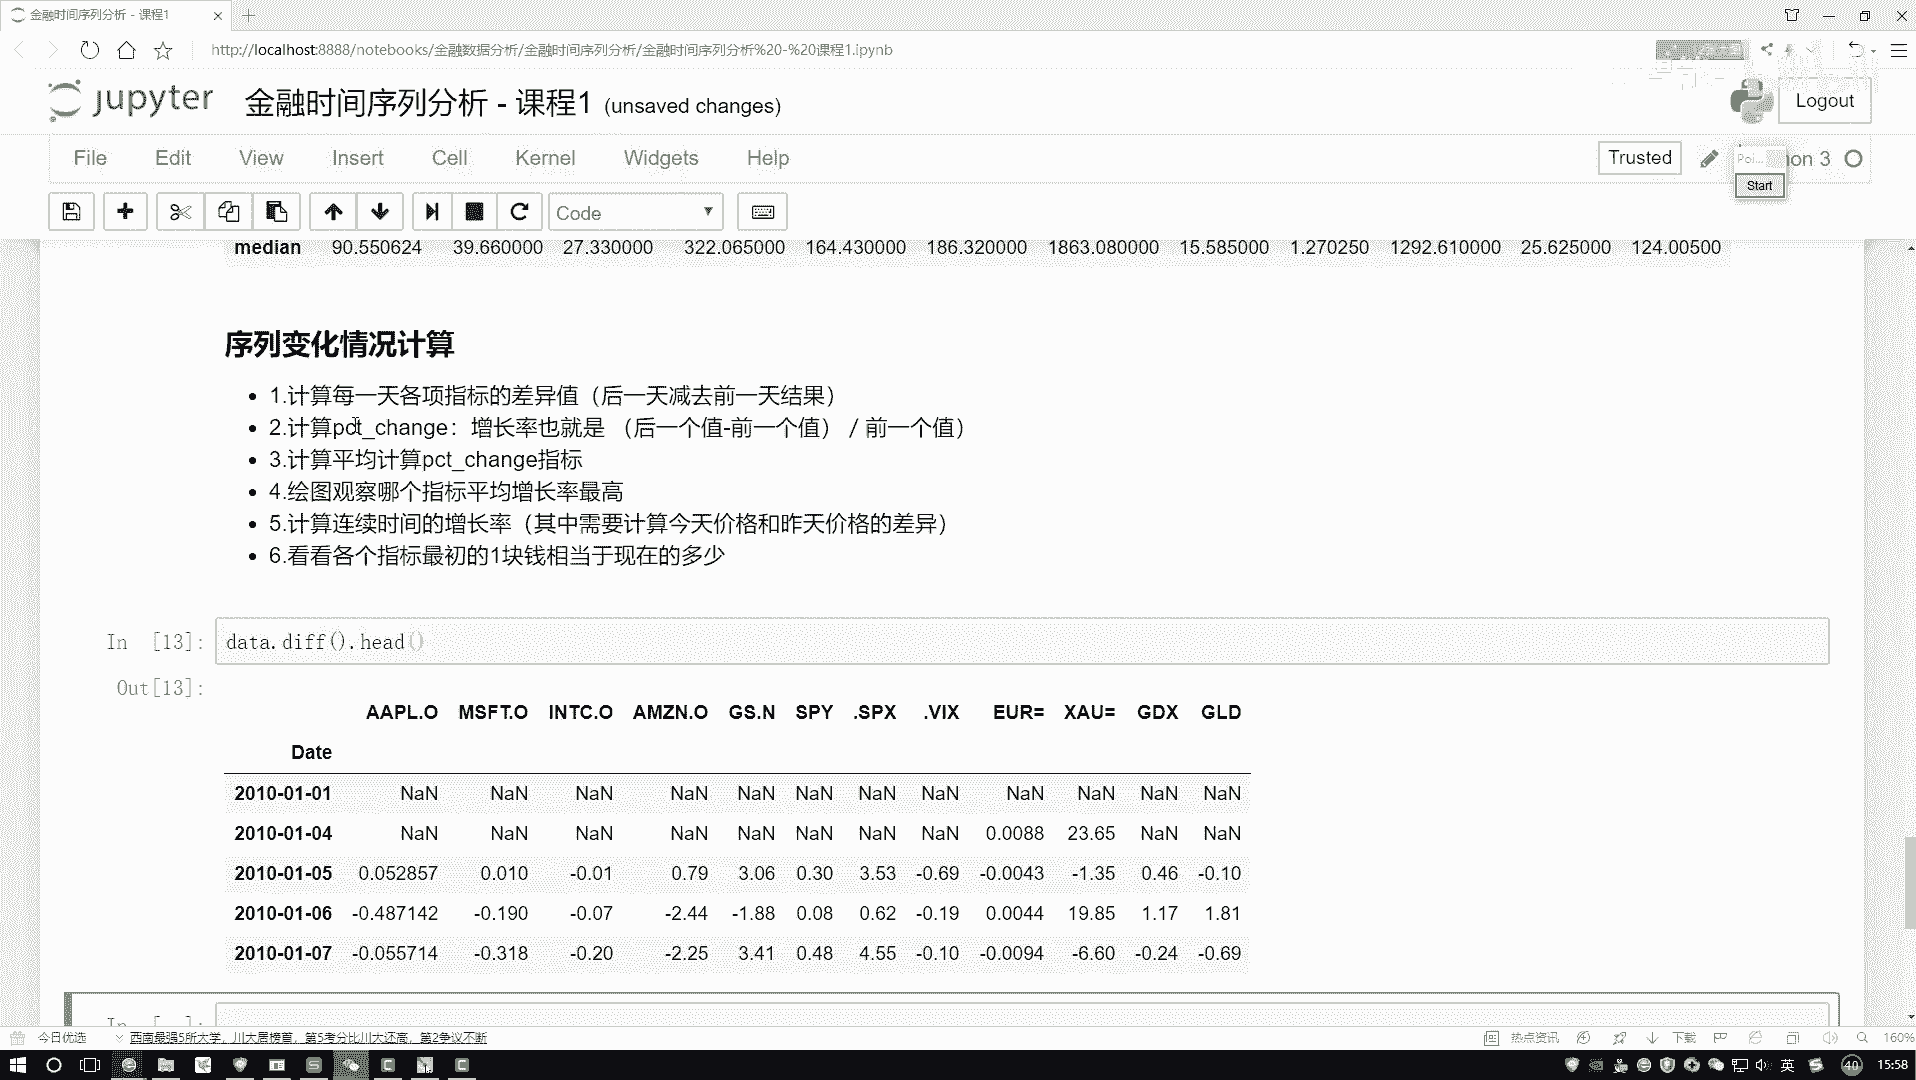 金融时间序列分析 - 课程1
http://localhost:8888/notebooks/金融数据分析/金融时间序列分析/金融时间序列分析%20-%20课程1.ipynb
jupyter 金融时间序列分析 - 课程1 (unsaved changes)
Logout
File Edit View Insert Cell Kernel Widgets Help
Trusted
on 3
Start
Code
median 90.550624 39.660000 27.330000 322.065000 164.430000 186.320000 1863.080000 15.585000 1.270250 1292.610000 25.625000 124.00500
序列变化情况计算
• 1.计算每一天各项指标的差异值（后一天减去前一天结果）
• 2.计算pct_change：增长率也就是 （后一个值-前一个值） / 前一个值）
• 3.计算平均计算pct_change指标
• 4.绘图观察哪个指标平均增长率最高
• 5.计算连续时间的增长率（其中需要计算今天价格和昨天价格的差异）
• 6.看看各个指标最初的1块钱相当于现在的多少
In [13]: data.diff().head()
Out[13]:
AAPL.O MSFT.O INTC.O AMZN.O GS.N SPY .SPX .VIX EUR= XAU= GDX GLD
Date
2010-01-01 NaN NaN NaN NaN NaN NaN NaN NaN NaN NaN NaN NaN
2010-01-04 NaN NaN NaN NaN NaN NaN NaN NaN 0.0088 23.65 NaN NaN
2010-01-05 0.052857 0.010 -0.01 0.79 3.06 0.30 3.53 -0.69 -0.0043 -1.35 0.46 -0.10
2010-01-06 -0.487142 -0.190 -0.07 -2.44 -1.88 0.08 0.62 -0.19 0.0044 19.85 1.17 1.81
2010-01-07 -0.055714 -0.318 -0.20 -2.25 3.41 0.48 4.55 -0.10 -0.0094 -6.60 -0.24 -0.69
今日优选 西南最强5所大学，川大居榜首，第5考分比川大还高，第2争议不断
热点资讯 下载 160%
英 40 15:58